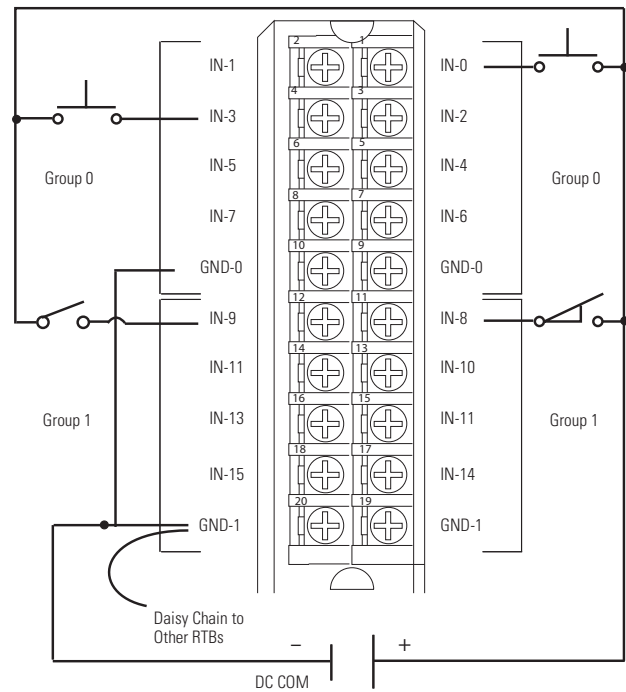 2 1
IN-1 IN-0
4 3
IN-3 IN-2
6 5
IN-5 IN-4
Group 0 Group 0
8 7
IN-7 IN-6
10 9
GND-0 GND-0
12 11
IN-9 IN-8
14 13
IN-11 IN-10
16 15
IN-13 IN-11
Group 1 Group 1
18 17
IN-15 IN-14
20 19
GND-1 GND-1
Daisy Chain to
Other RTBs
– +
DC COM